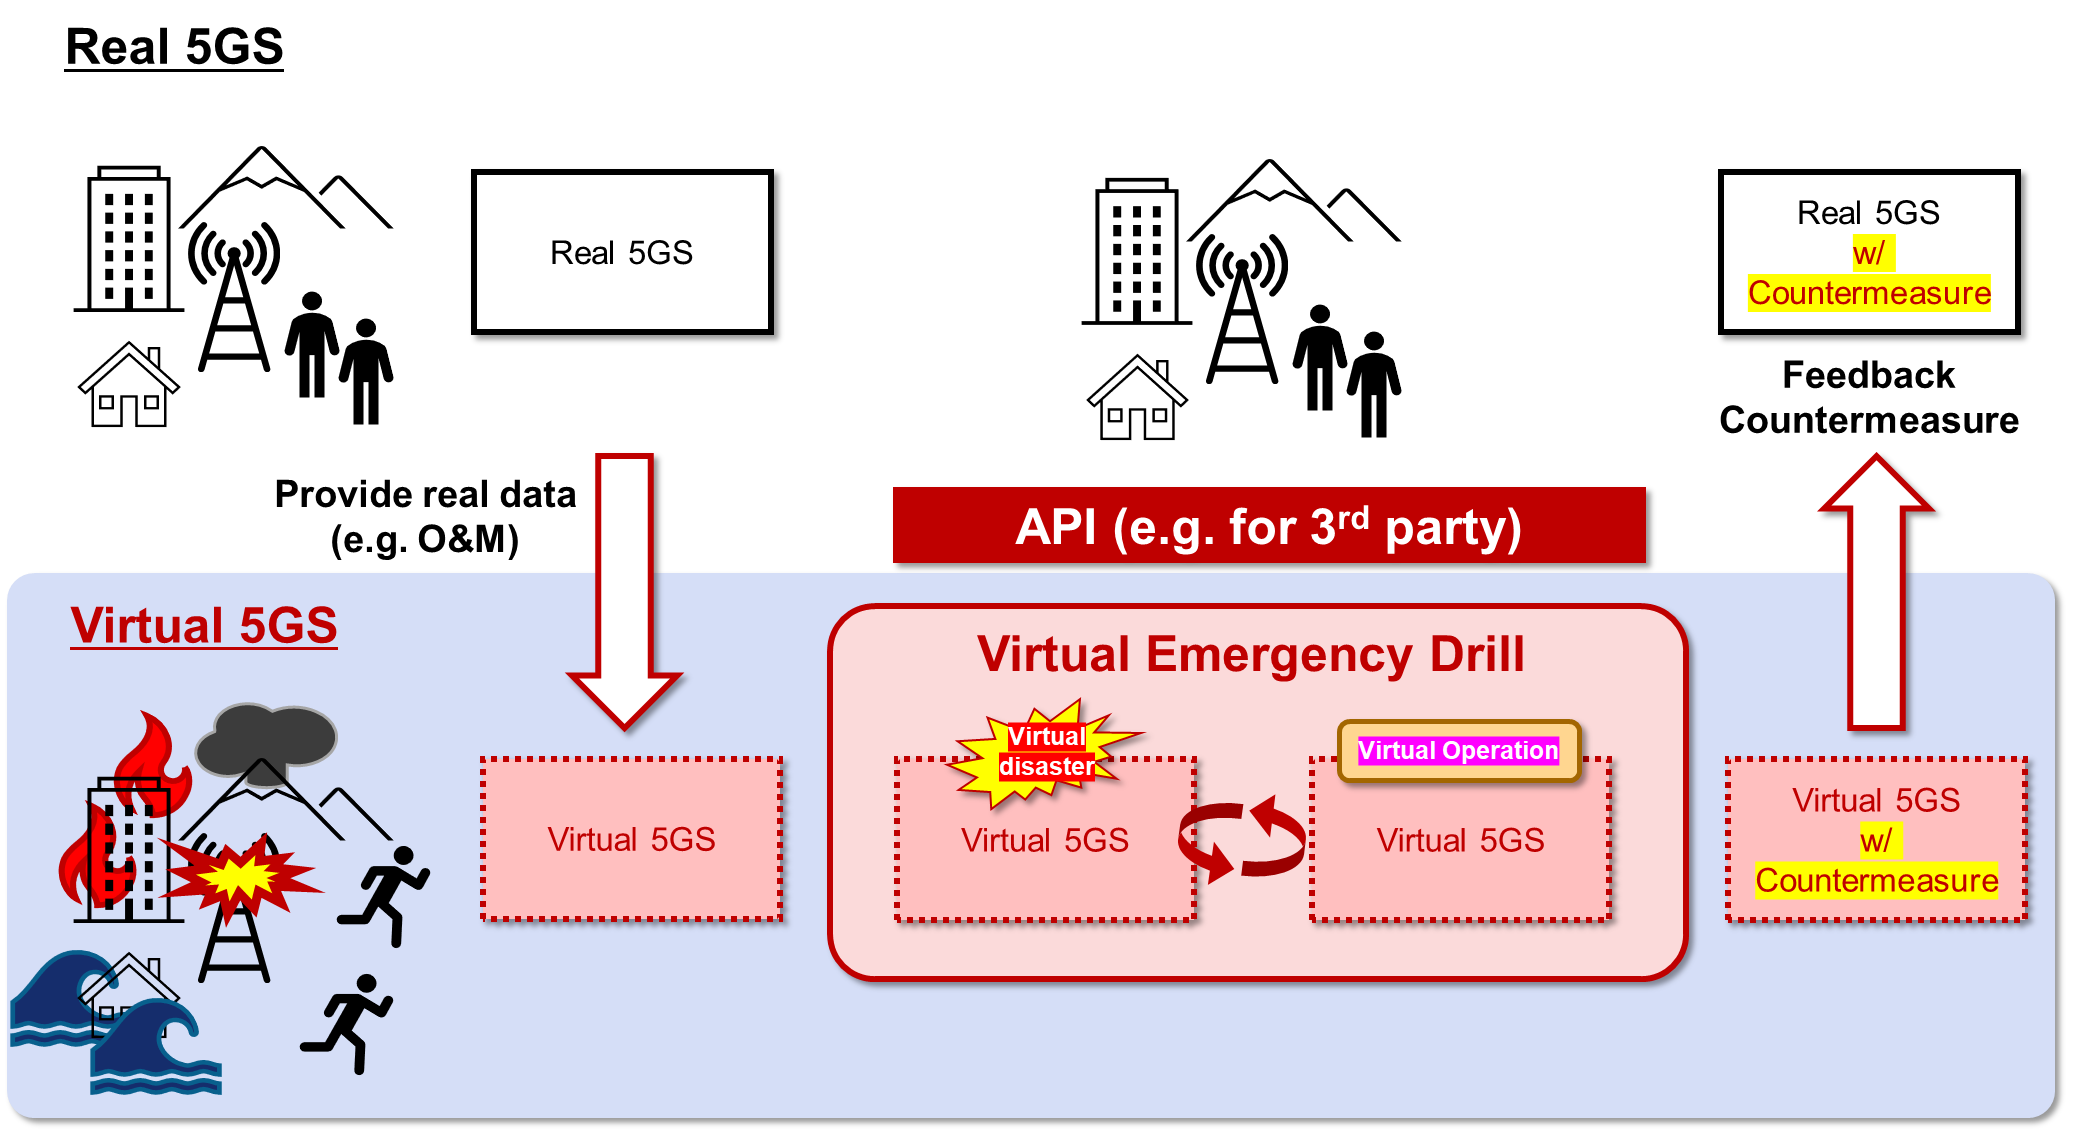 Real 5GS
Real 5GS
Real 5GS
w/
Countermeasure
Feedback
Countermeasure
Provide real data
(e.g. O&M)
API (e.g. for 3rd party)
Virtual 5GS
Virtual Emergency Drill
Virtual
disaster
Virtual Operation
Virtual 5GS
Virtual 5GS
Virtual 5GS
Virtual 5GS
w/
Countermeasure